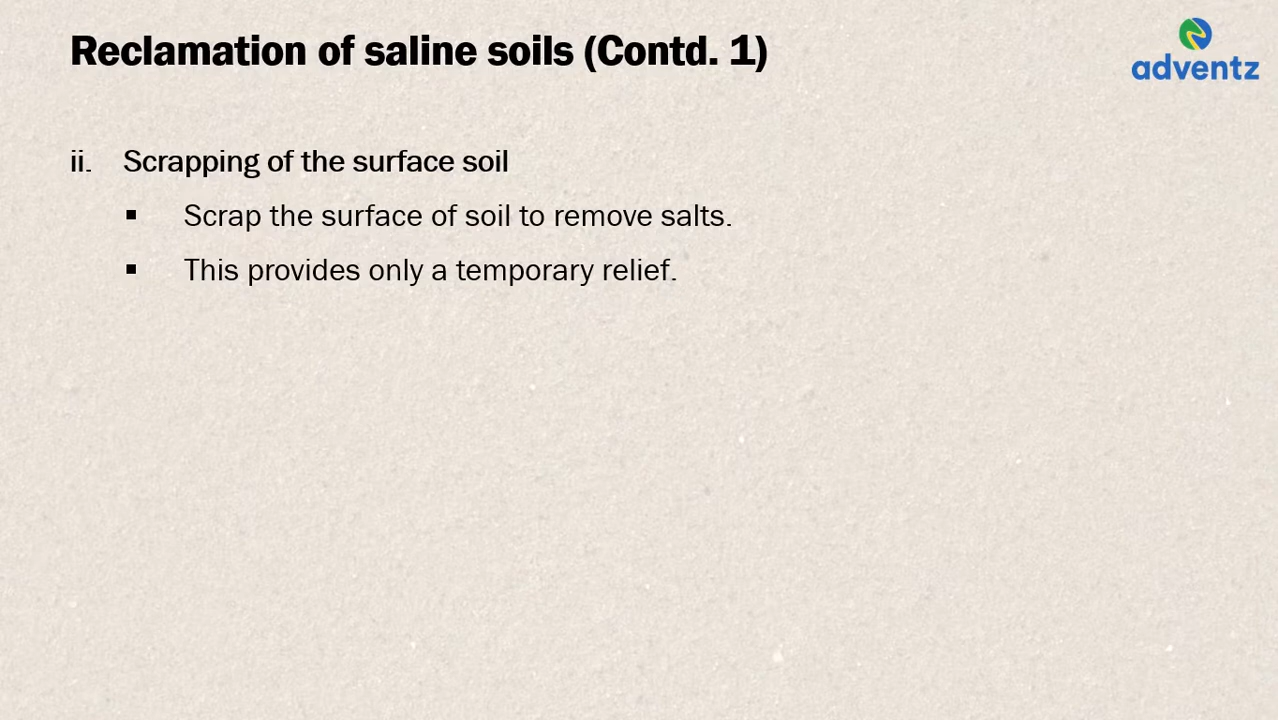 Reclamation of saline soils (Contd. 1)
adventz
ii. Scrapping of the surface soil
▪ Scrap the surface of soil to remove salts.
▪ This provides only a temporary relief.